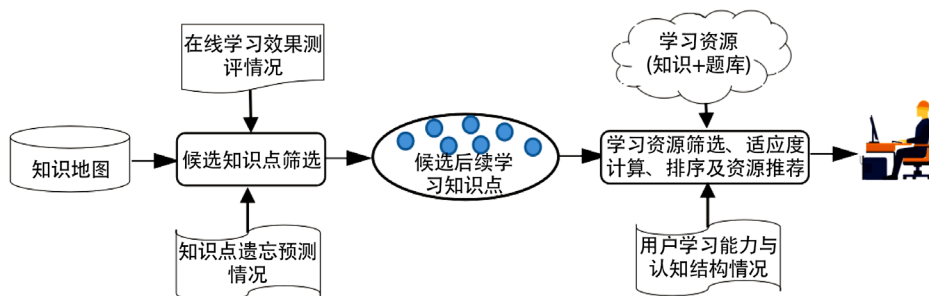 在线学习效果测
评情况
学习资源
(知识+题库)
知识地图
候选知识点筛选
候选后续学
习知识点
学习资源筛选、适应度
计算、排序及资源推荐
知识点遗忘预测
情况
用户学习能力与
认知结构情况